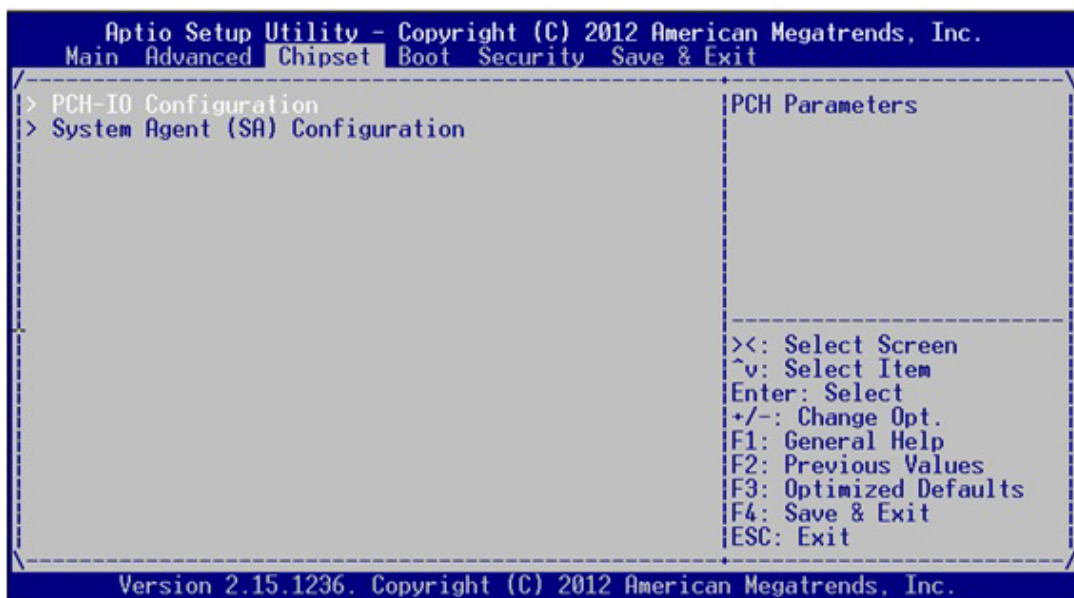 Aptio Setup Utility – Copyright (C) 2012 American Megatrends, Inc.
Main Advanced Chipset Boot Security Save & Exit
> PCH-IO Configuration
> System Agent (SA) Configuration
PCH Parameters
><: Select Screen
^v: Select Item
Enter: Select
+/-: Change Opt.
F1: General Help
F2: Previous Values
F3: Optimized Defaults
F4: Save & Exit
ESC: Exit
Version 2.15.1236. Copyright (C) 2012 American Megatrends, Inc.